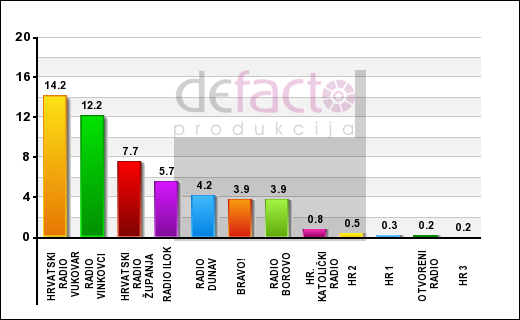 defacto
produkcija
20
16
12
8
4
0
14.2
12.2
7.7
5.7
4.2
3.9
3.9
0.8
0.5
0.3
0.2
0.2
HRVATSKI
RADIO
VUKOVAR
RADIO
VINKOVCI
HRVATSKI
RADIO
ŽUPANJA
RADIO ILOK
RADIO
DUNAV
BRAVO!
RADIO
BOROVO
HR.
KATOLIČKI
RADIO
HR 2
HR 1
OTVORENI
RADIO
HR 3